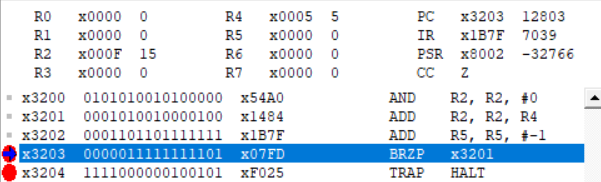 R0 x0000 0 R4 x0005 5 PC x3203 12803
R1 x0000 0 R5 x0000 0 IR x1B7F 7039
R2 x000F 15 R6 x0000 0 PSR x8002 -32766
R3 x0000 0 R7 x0000 0 CC Z
x3200 0101010010100000 x54A0 AND R2, R2, #0
x3201 0001010010000100 x1484 ADD R2, R2, R4
x3202 0001101101111111 x1B7F ADD R5, R5, #-1
x3203 0000011111111101 x07FD BRZP x3201
x3204 1111000000100101 xF025 TRAP HALT